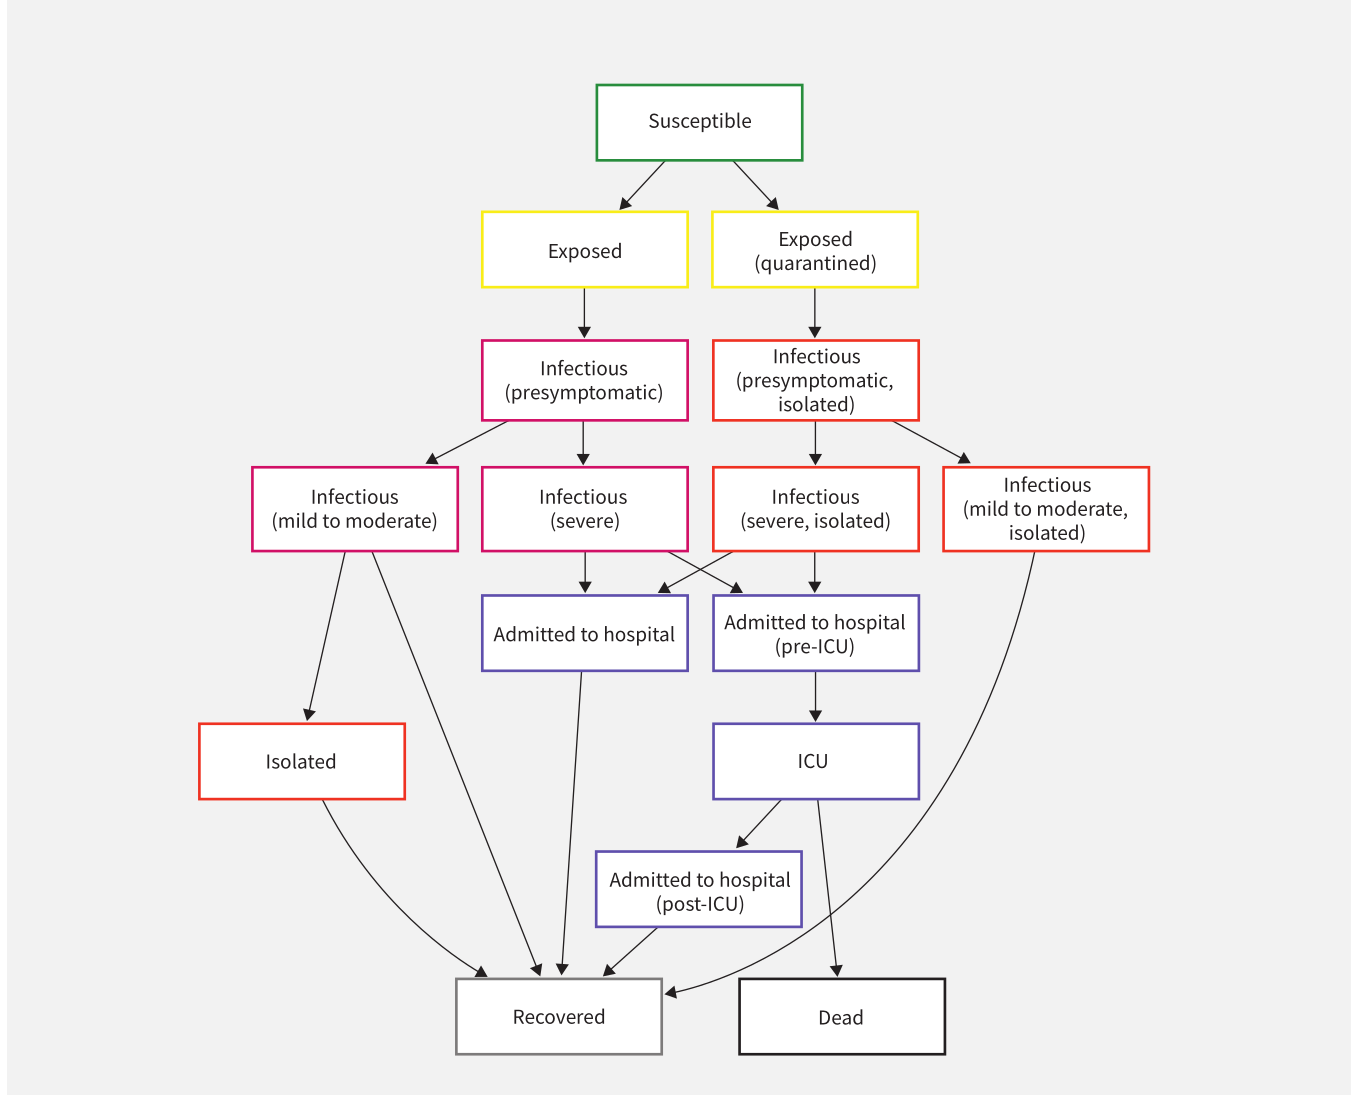 Susceptible
Exposed
Exposed
(quarantined)
Infectious
(presymptomatic)
Infectious
(presymptomatic,
isolated)
Infectious
(mild to moderate)
Infectious
(severe)
Infectious
(severe, isolated)
Infectious
(mild to moderate,
isolated)
Admitted to hospital
Admitted to hospital
(pre-ICU)
Isolated
ICU
Admitted to hospital
(post-ICU)
Recovered
Dead